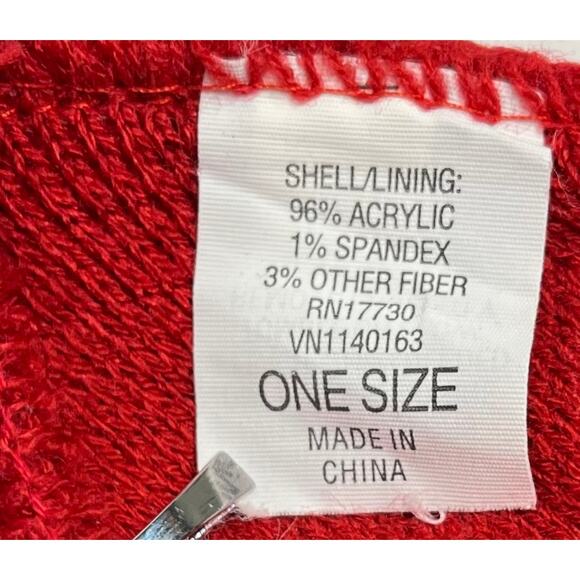 SHELL/LINING:
96% ACRYLIC
1% SPANDEX
3% OTHER FIBER
RN17730
VN1140163
ONE SIZE
MADE IN
CHINA